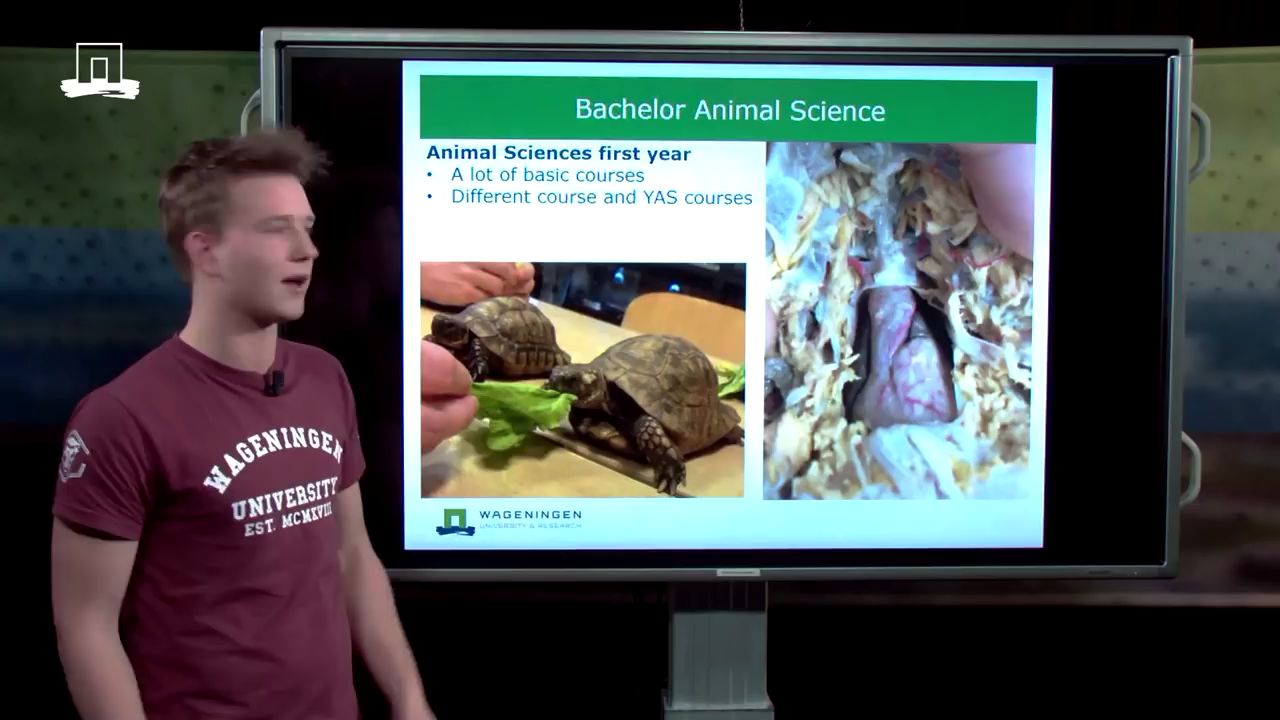 Bachelor Animal Science
Animal Sciences first year
• A lot of basic courses
• Different course and YAS courses
WAGENINGEN
UNIVERSITY & RESEARCH
WAGENINGEN
UNIVERSITY
EST. MCMXVIII